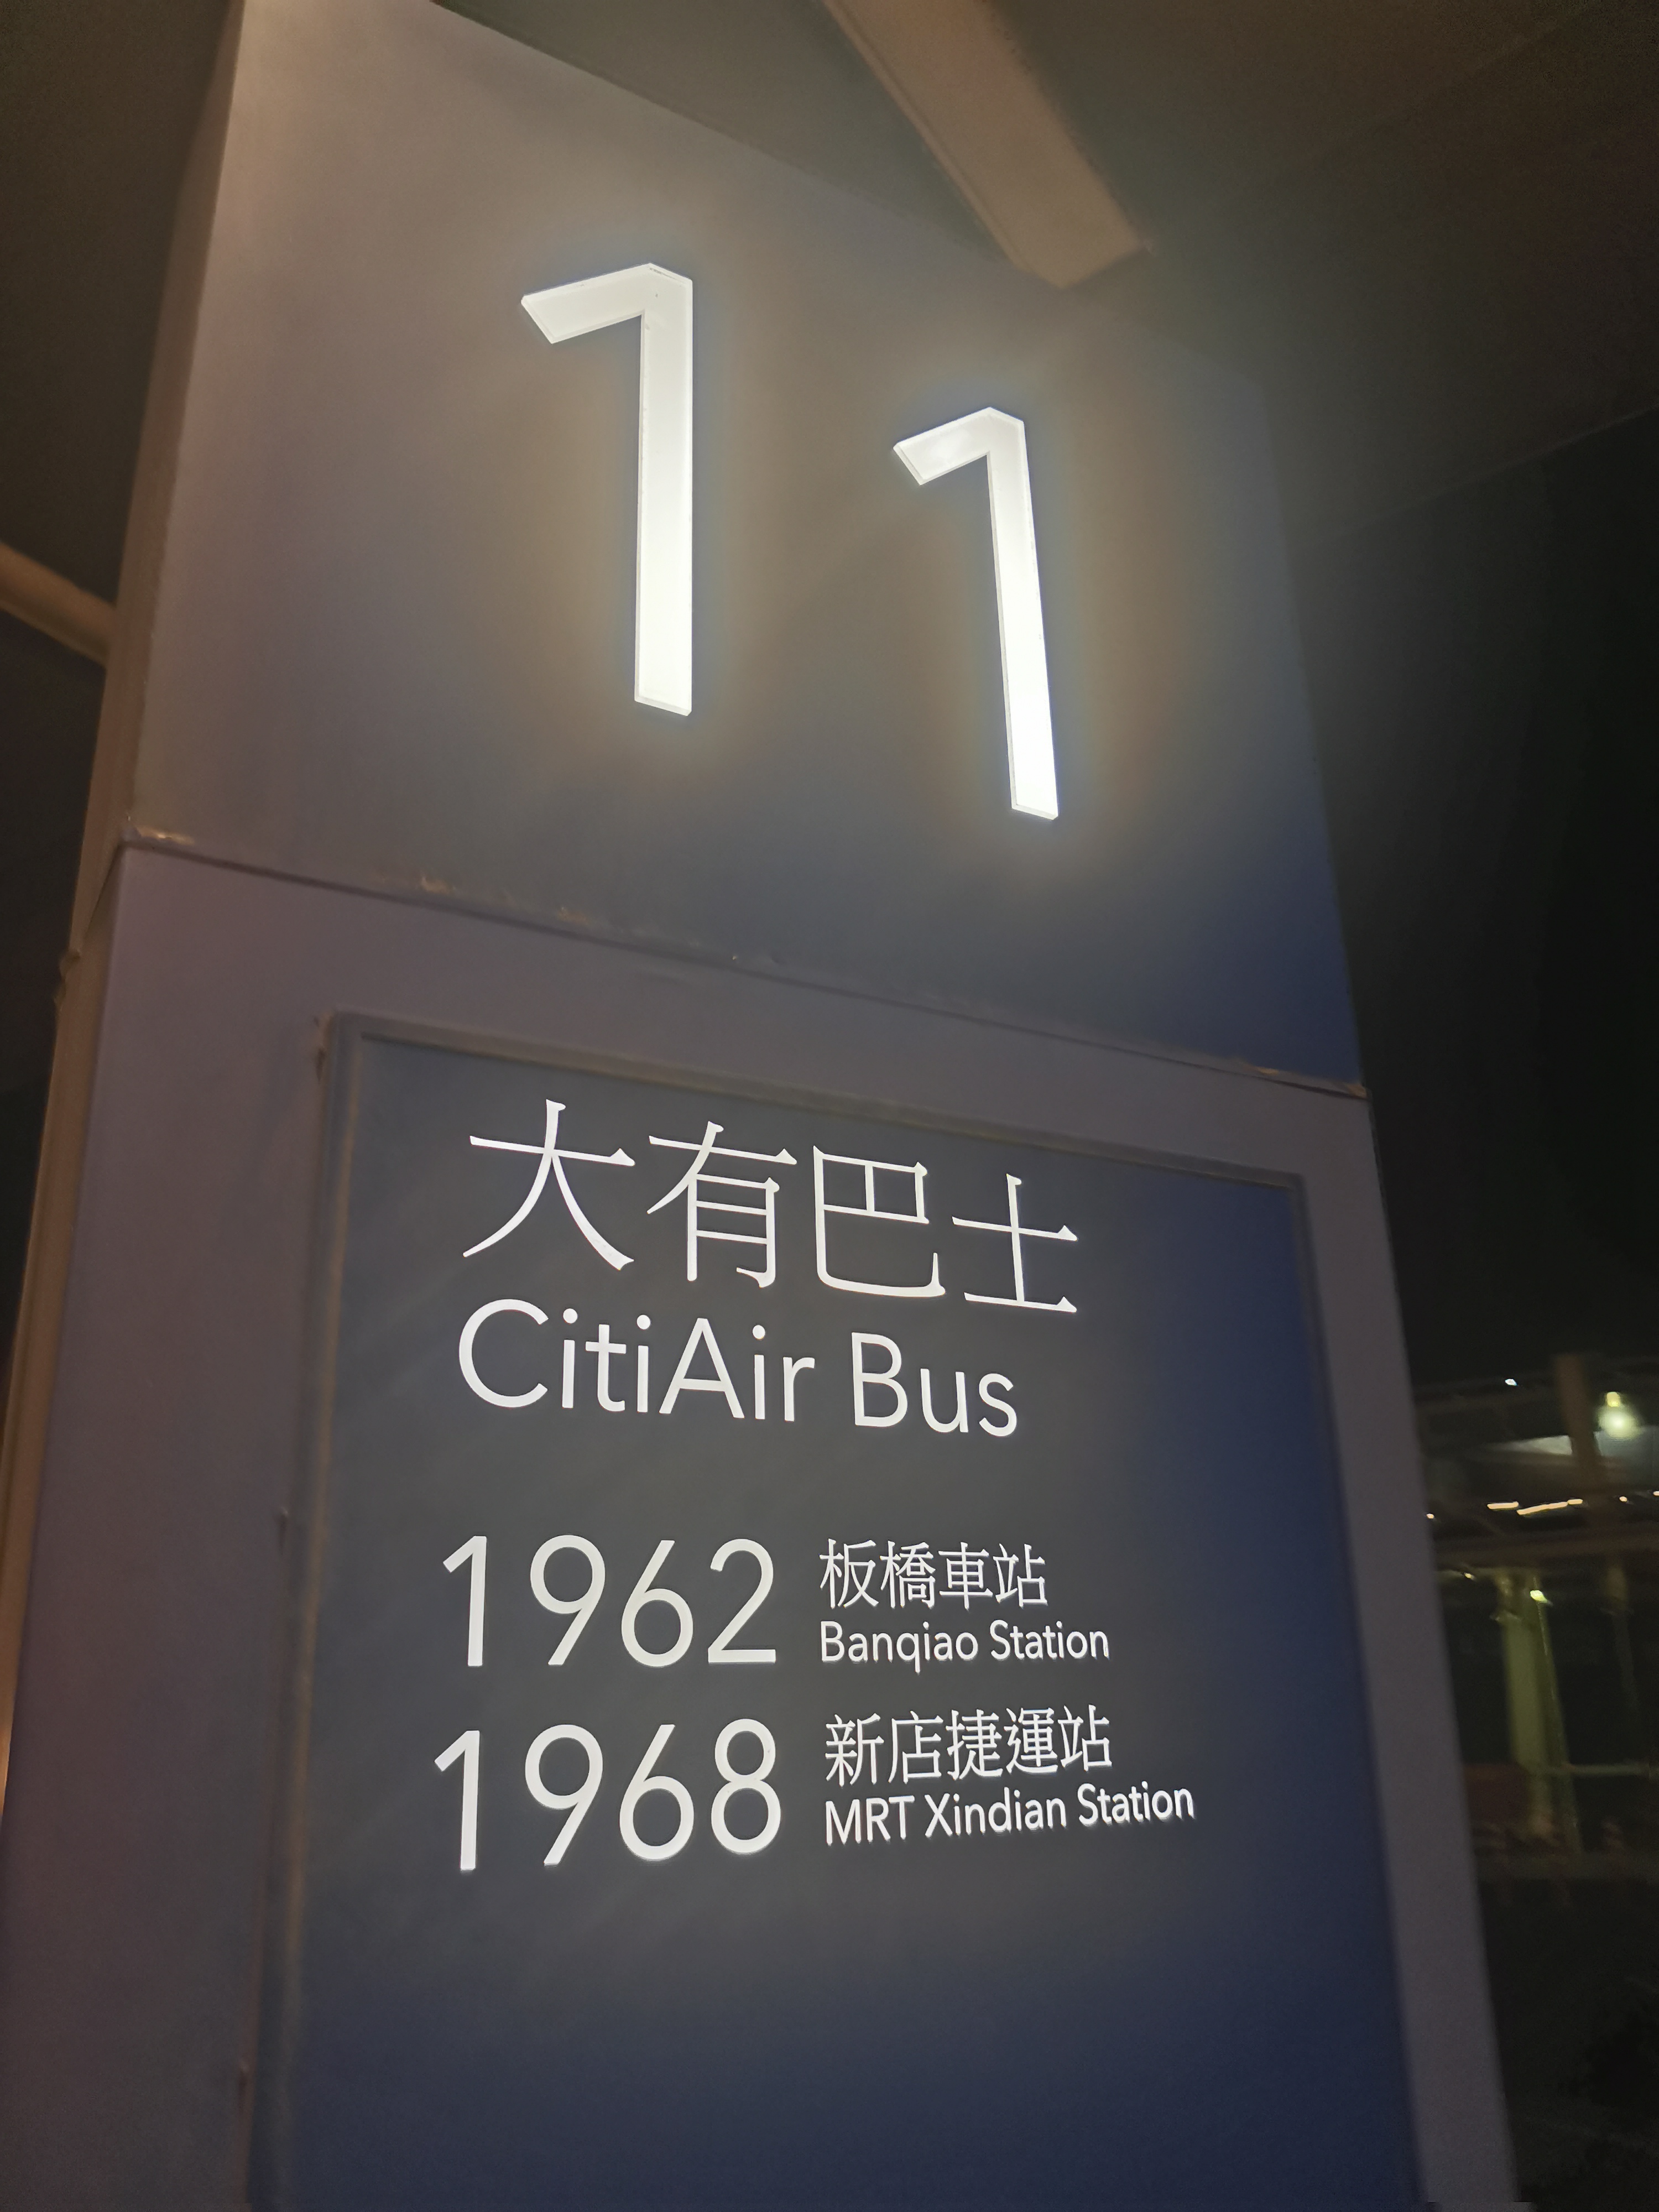 11
大有巴士
CitiAir Bus
1962 板橋車站
Banqiao Station
1968 新店捷運站
MRT Xindian Station